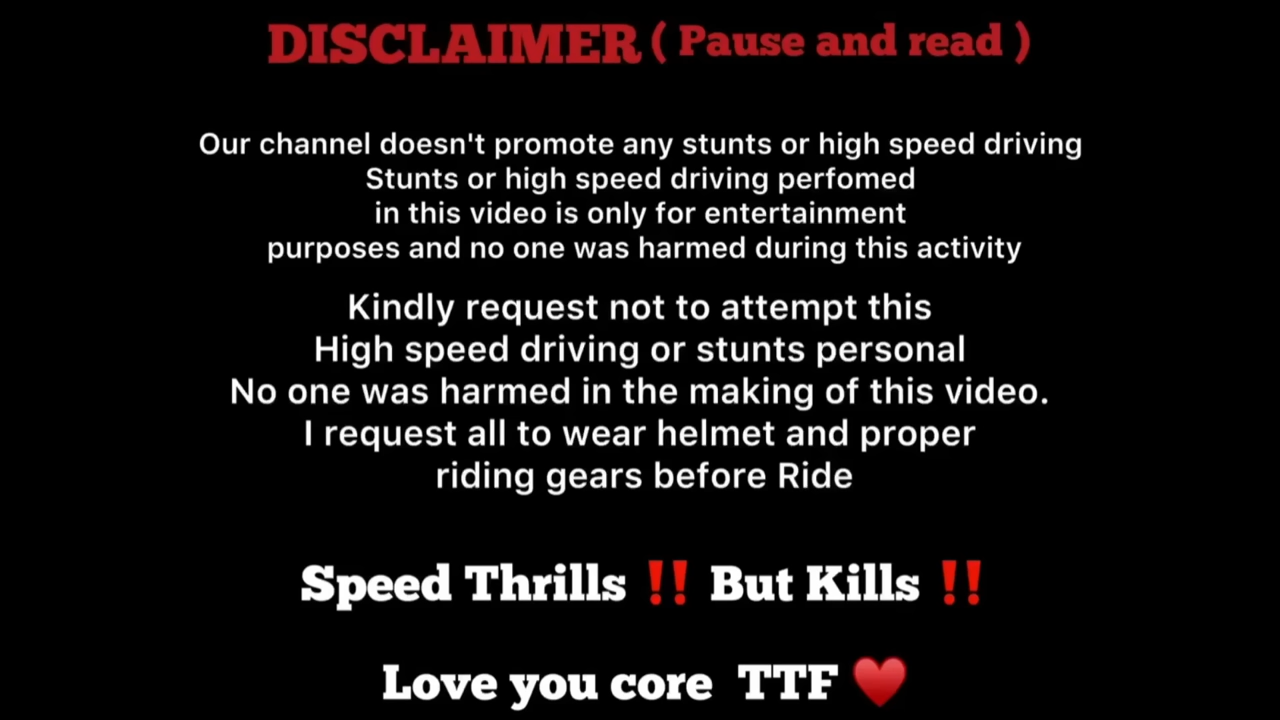 DISCLAIMER ( Pause and read )
Our channel doesn't promote any stunts or high speed driving
Stunts or high speed driving perfomed
in this video is only for entertainment
purposes and no one was harmed during this activity
Kindly request not to attempt this
High speed driving or stunts personal
No one was harmed in the making of this video.
I request all to wear helmet and proper
riding gears before Ride
Speed Thrills ‼️ But Kills ‼️
Love you core TTF ♥️